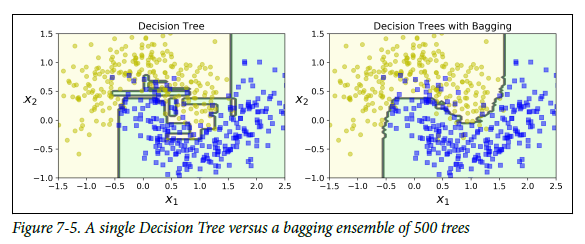 Decision Tree
Decision Trees with Bagging
1.5
1.0
0.5
0.0
−0.5
−1.0
x2
−1.5 −1.0 −0.5 0.0 0.5 1.0 1.5 2.0 2.5
x1
1.5
1.0
0.5
0.0
−0.5
−1.0
x2
−1.5 −1.0 −0.5 0.0 0.5 1.0 1.5 2.0 2.5
x1
Figure 7-5. A single Decision Tree versus a bagging ensemble of 500 trees